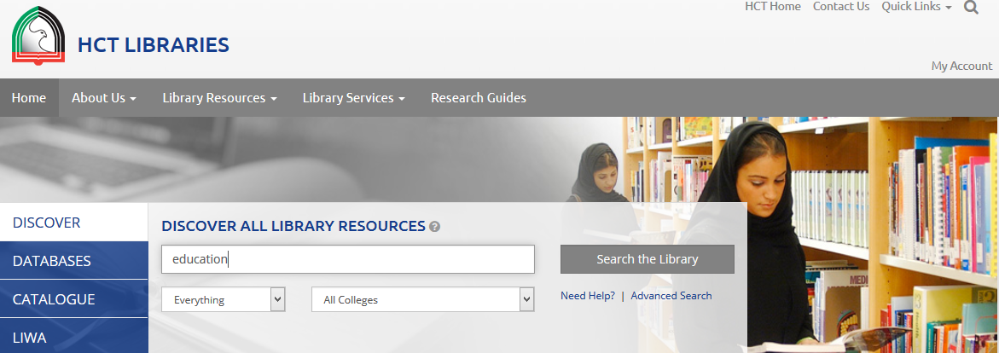 HCT Home Contact Us Quick Links
HCT LIBRARIES
My Account
Home About Us Library Resources Library Services Research Guides
DISCOVER
DISCOVER ALL LIBRARY RESOURCES ?
DATABASES
education
Search the Library
CATALOGUE
Everything
All Colleges
Need Help? | Advanced Search
LIWA